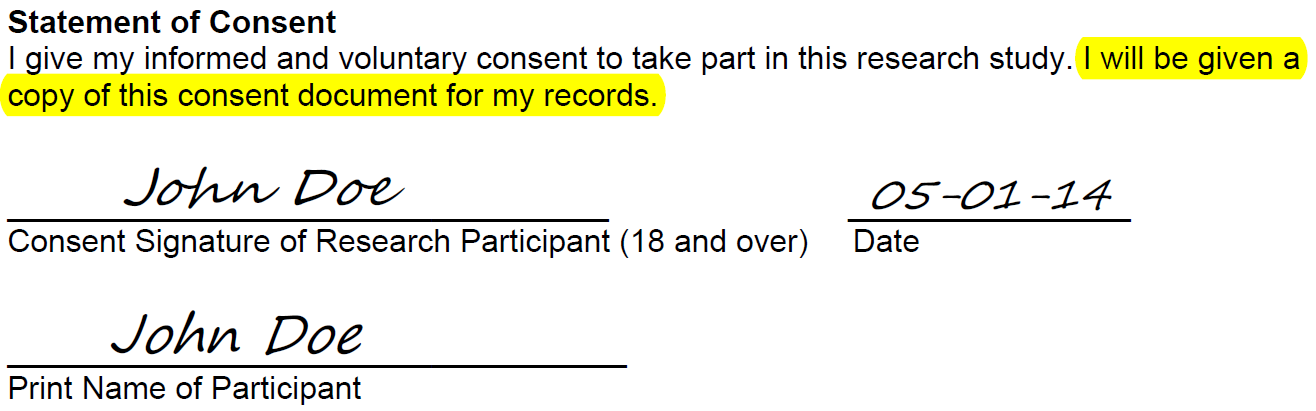 Statement of Consent
I give my informed and voluntary consent to take part in this research study. I will be given a
copy of this consent document for my records.
John Doe 05-01-14
Consent Signature of Research Participant (18 and over) Date
John Doe
Print Name of Participant